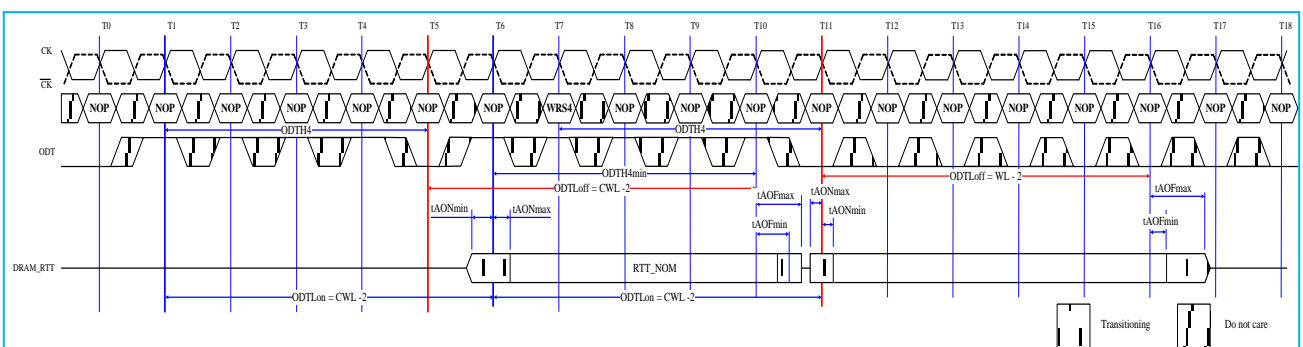 T0 T1 T2 T3 T4 T5 T6 T7 T8 T9 T10 T11 T12 T13 T14 T15 T16 T17 T18
CK
CK
NOP NOP NOP NOP NOP NOP NOP WRS4 NOP NOP NOP NOP NOP NOP NOP NOP NOP NOP NOP
ODTH4 ODTH4
ODT
ODTH4min ODTLoff = WL - 2
ODTLoff = CWL -2 tAOFmax
tAOFmax tAONmax
tAONmin tAONmax tAONmin
tAOFmin tAOFmin
DRAM_RTT RTT_NOM
ODTLon = CWL -2 ODTLon = CWL -2
Transitioning Do not care